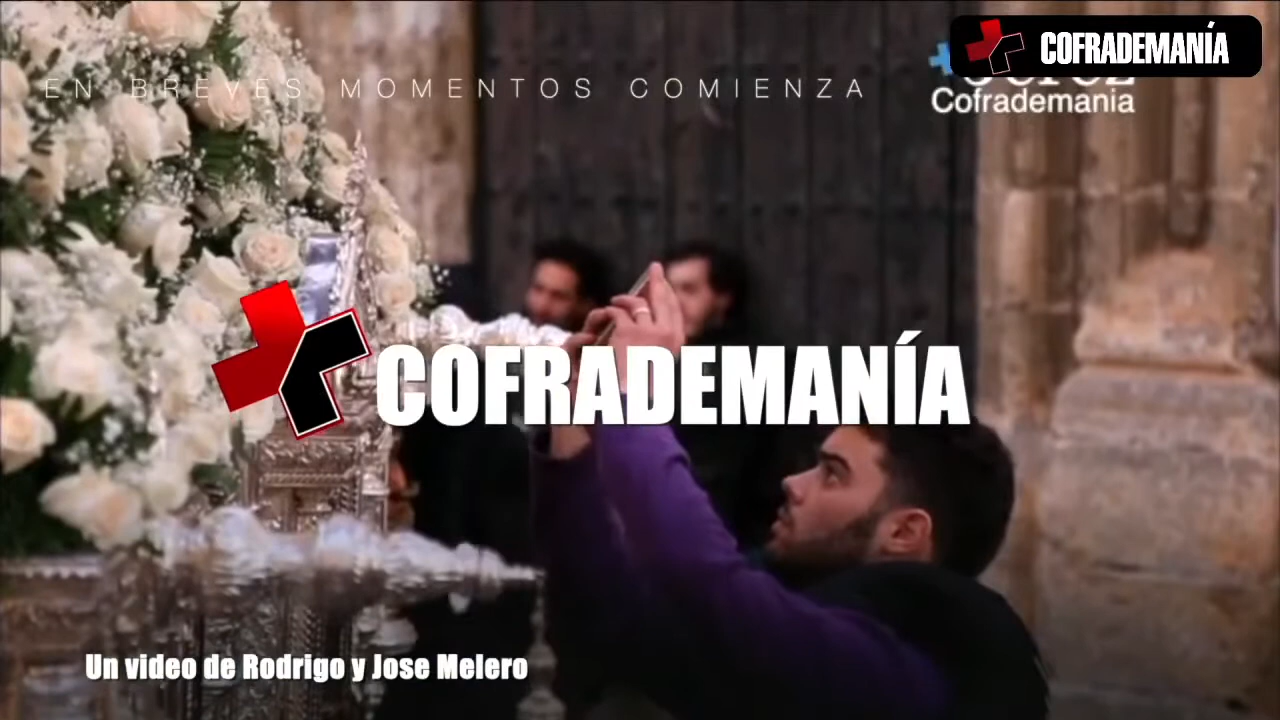 COFRADEMANÍA
EN BREVES MOMENTOS COMIENZA
Cofrademania
COFRADEMANÍA
Un video de Rodrigo y Jose Melero